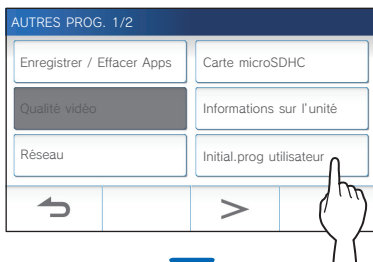 AUTRES PROG. 1/2
Enregistrer / Effacer Apps
Carte microSDHC
Qualité vidéo
Informations sur l'unité
Réseau
Initial.prog utilisateur